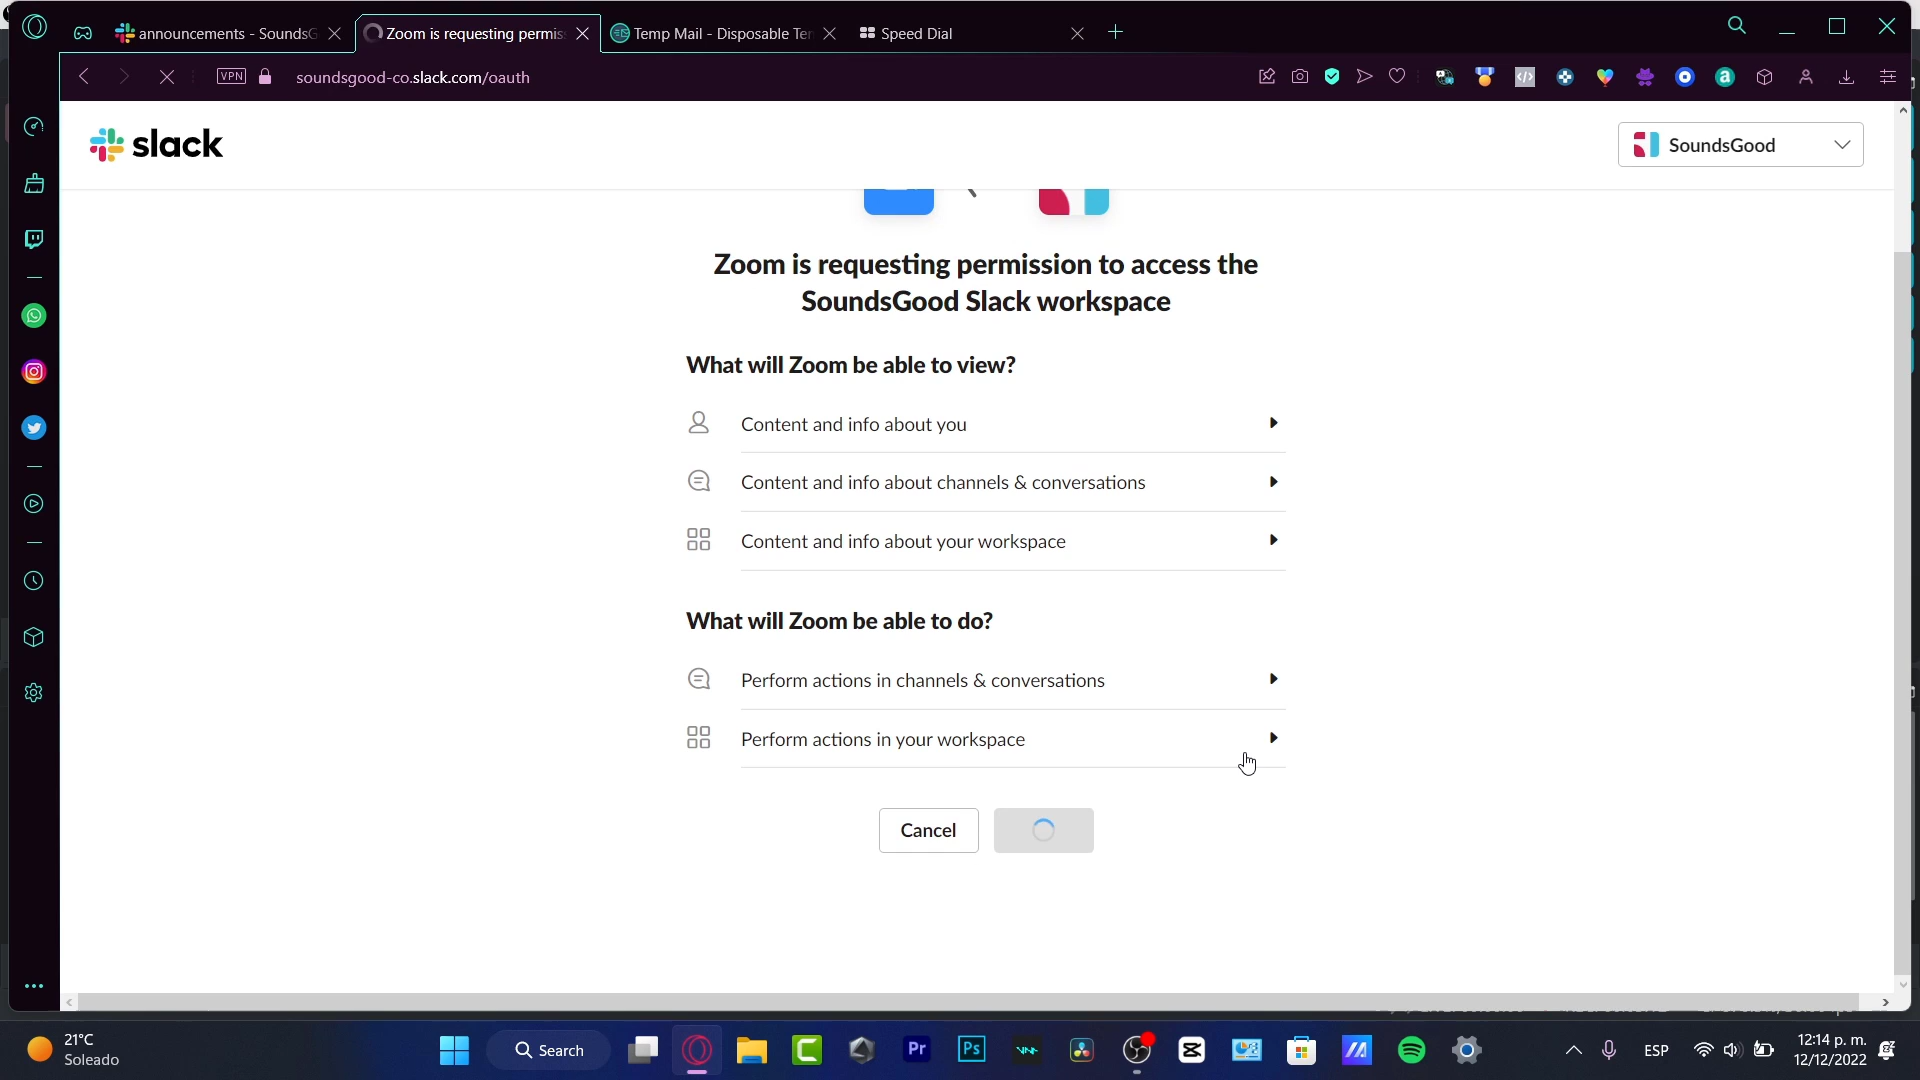 announcements - SoundsG
Zoom is requesting permis
Temp Mail - Disposable Ter
Speed Dial
VPN
soundsgood-co.slack.com/oauth
slack
SoundsGood
Zoom is requesting permission to access the
SoundsGood Slack workspace
What will Zoom be able to view?
Content and info about you
Content and info about channels & conversations
Content and info about your workspace
What will Zoom be able to do?
Perform actions in channels & conversations
Perform actions in your workspace
Cancel
21°C
Soleado
Search
Pr
Ps
ESP
12:14 p. m.
12/12/2022